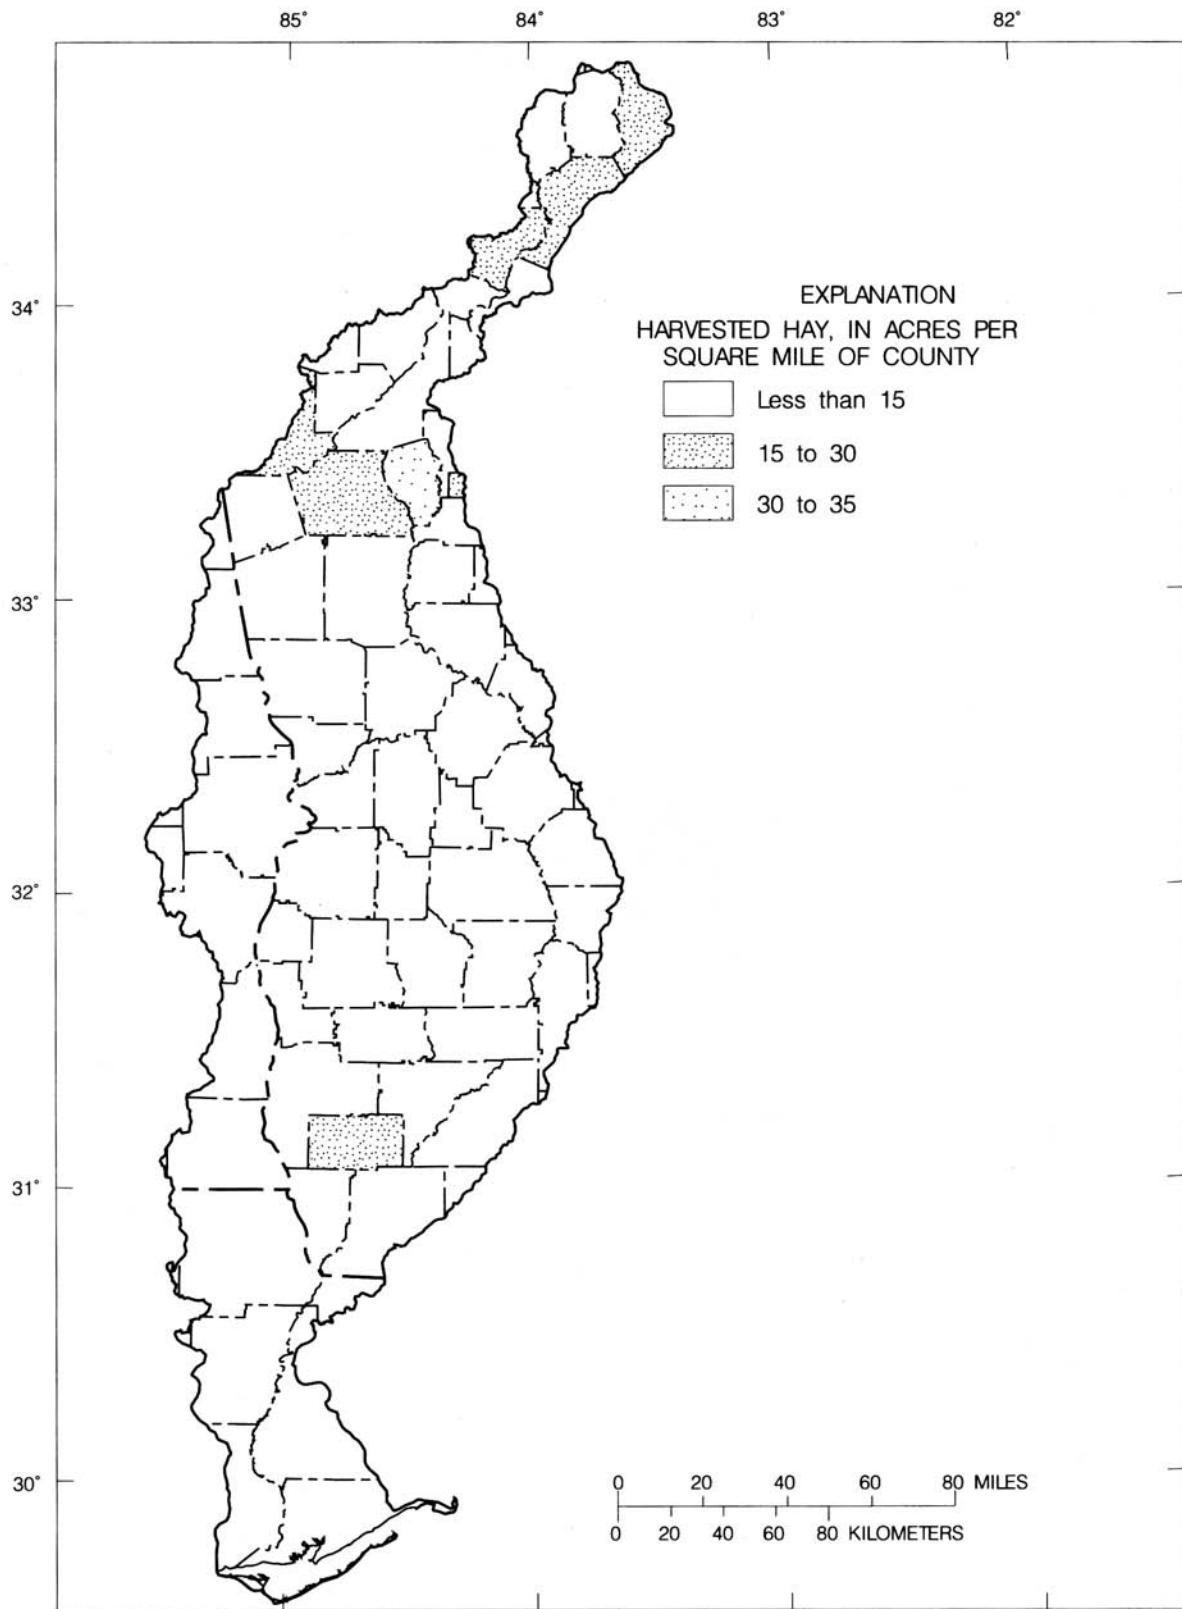 85° 84° 83° 82°
34°
33°
32°
31°
30°
EXPLANATION
HARVESTED HAY, IN ACRES PER
SQUARE MILE OF COUNTY
Less than 15
15 to 30
30 to 35
0 20 40 60 80 MILES
0 20 40 60 80 KILOMETERS